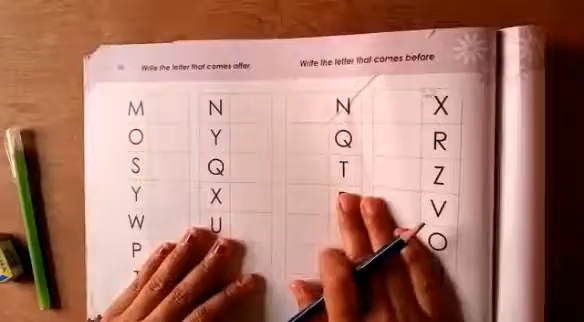 Write the letter that comes after
Write the letter that comes before
M N N X
O Y Q R
S Q T Z
Y X V
W U O
P